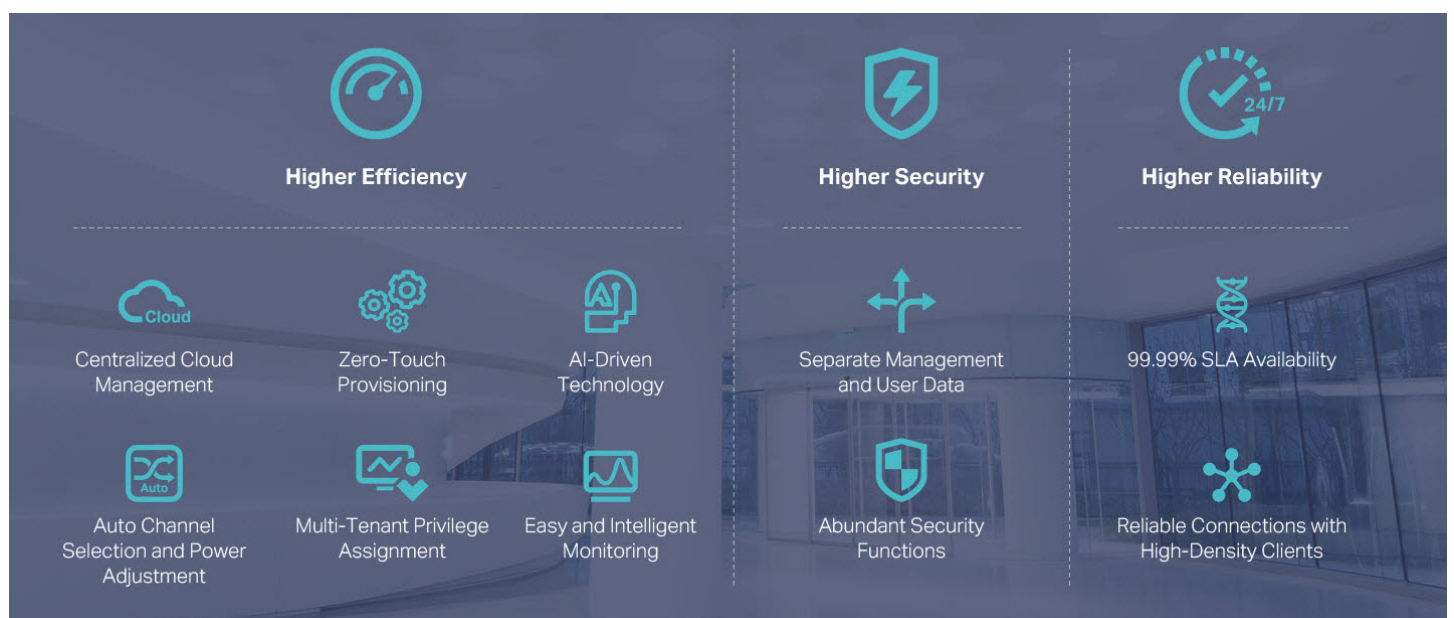 24/7
Higher Efficiency
Higher Security
Higher Reliability
Cloud
Centralized Cloud
Management
Zero-Touch
Provisioning
AI
AI-Driven
Technology
Separate Management
and User Data
99.99% SLA Availability
Auto
Auto Channel
Selection and Power
Adjustment
Multi-Tenant Privilege
Assignment
Easy and Intelligent
Monitoring
Abundant Security
Functions
Reliable Connections with
High-Density Clients